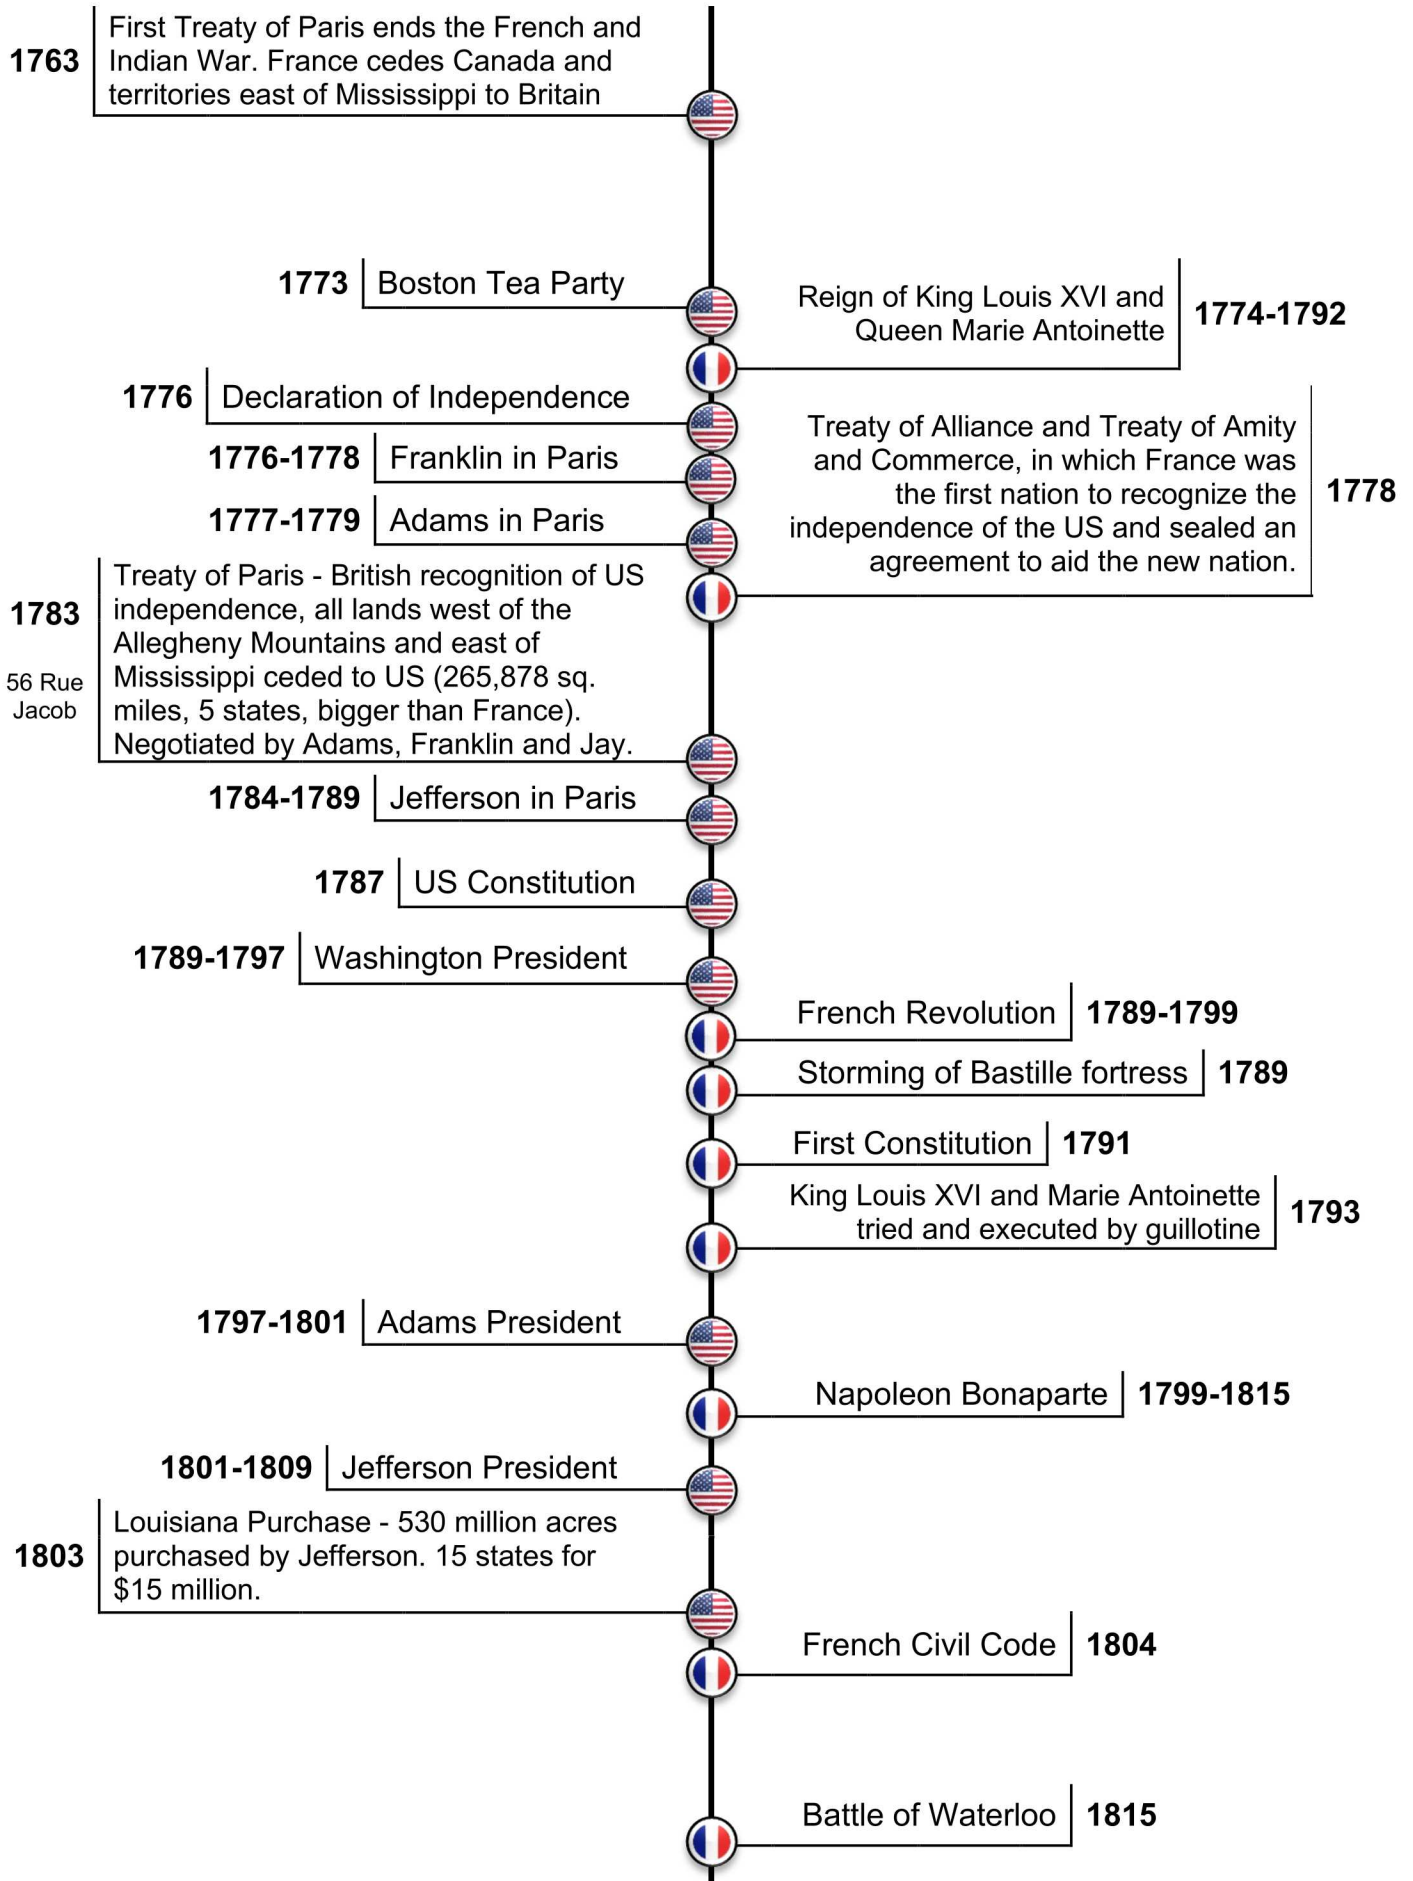 First Treaty of Paris ends the French and
1763
Indian War. France cedes Canada and
territories east of Mississippi to Britain
1773
Boston Tea Party
Reign of King Louis XVI and
Queen Marie Antoinette
1774-1792
1776
Declaration of Independence
1776-1778
Franklin in Paris
1777-1779
Adams in Paris
Treaty of Alliance and Treaty of Amity
and Commerce, in which France was
the first nation to recognize the
independence of the US and sealed an
agreement to aid the new nation.
1778
1783
56 Rue
Jacob
Treaty of Paris - British recognition of US
independence, all lands west of the
Allegheny Mountains and east of
Mississippi ceded to US (265,878 sq.
miles, 5 states, bigger than France).
Negotiated by Adams, Franklin and Jay.
1784-1789
Jefferson in Paris
1787
US Constitution
1789-1797
Washington President
French Revolution
1789-1799
Storming of Bastille fortress
1789
First Constitution
1791
King Louis XVI and Marie Antoinette
tried and executed by guillotine
1793
1797-1801
Adams President
Napoleon Bonaparte
1799-1815
1801-1809
Jefferson President
1803
Louisiana Purchase - 530 million acres
purchased by Jefferson. 15 states for
$15 million.
French Civil Code
1804
Battle of Waterloo
1815